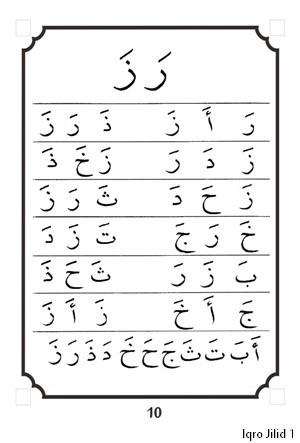 رَ زَ
رَ أَ زَ ذَ رَ زَ
زَ دَ رَ زَ خَ ذَ
زَ حَ دَ ثَ رَ زَ
خَ رَ جَ تَ زَ دَ
بَ زَ رَ ثَ حَ ذَ
جَ أَ خَ زَ أَ زَ
أَ بَ تَ ثَ جَ حَ خَ دَ ذَ رَ زَ
10
Iqro Jilid 1